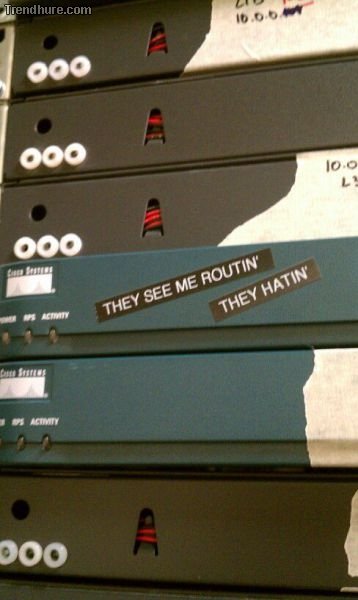 Trendhure.com
10.0.0
10.0
CISCO SYSTEMS
THEY SEE ME ROUTIN'
THEY HATIN'
POWER RPS ACTIVITY
CISCO SYSTEMS
RPS ACTIVITY